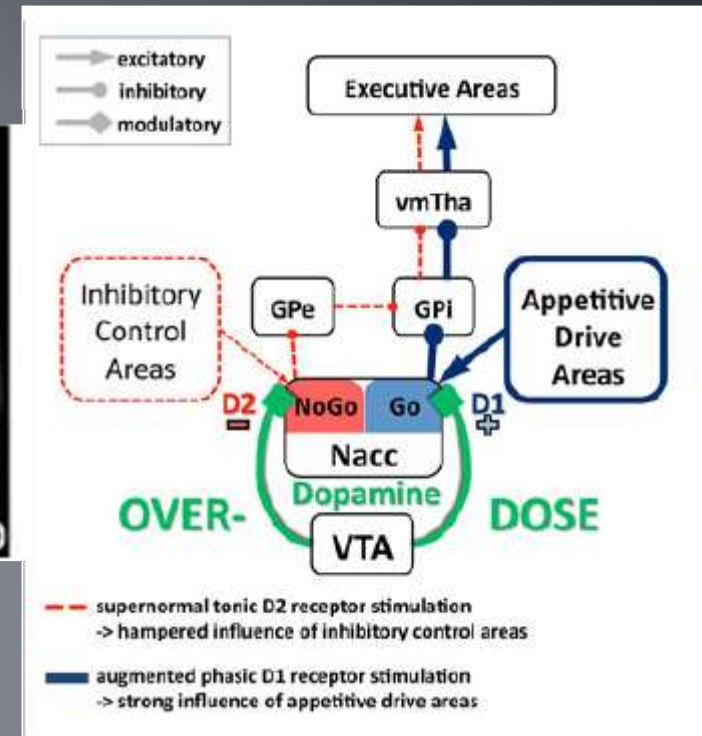 excitatory
inhibitory
modulatory
Executive Areas
vmTha
GPe
GPi
Inhibitory
Control
Areas
Appetitive
Drive
Areas
D2
NoGo
Go
D1
Nacc
Dopamine
OVER-
DOSE
VTA
supernormal tonic D2 receptor stimulation
-> hampered influence of inhibitory control areas
augmented phasic D1 receptor stimulation
-> strong influence of appetitive drive areas